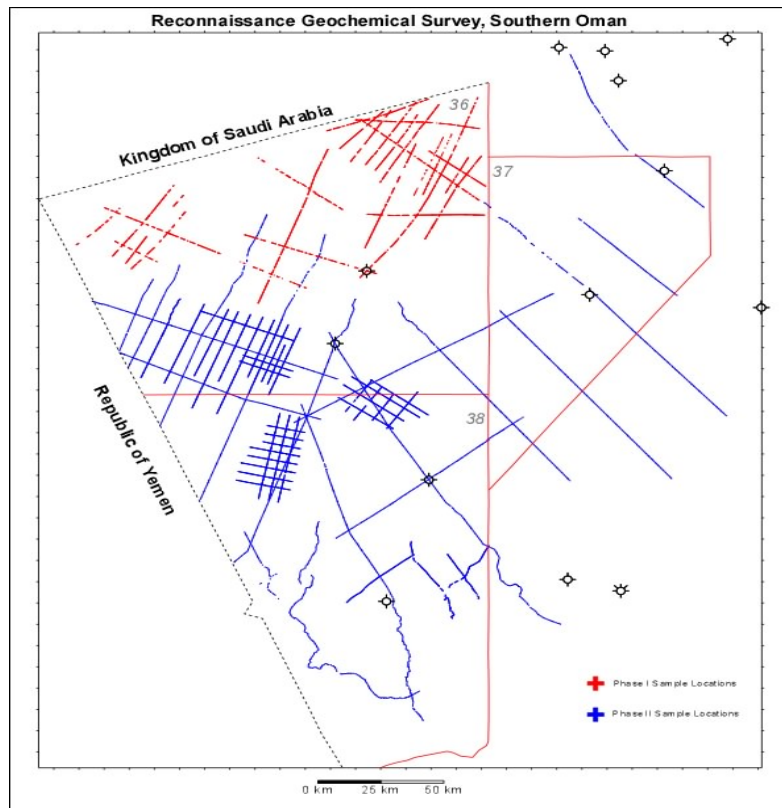 Reconnaissance Geochemical Survey, Southern Oman
Kingdom of Saudi Arabia
36
37
Republic of Yemen
38
Phase I Sample Locations
Phase II Sample Locations
0 km 25 km 50 km